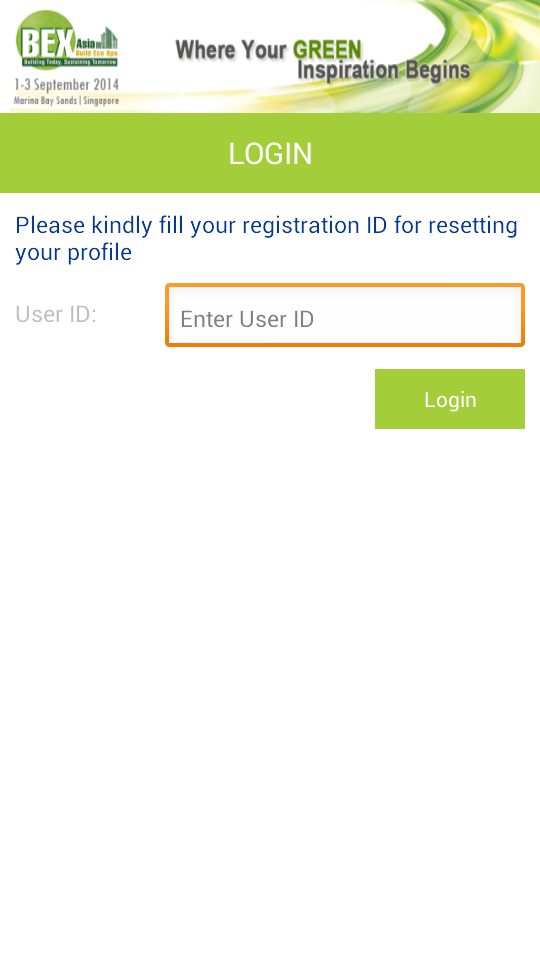 BEX Asia
Build Eco Xpo
Building Today, Sustaining Tomorrow
1-3 September 2014
Marina Bay Sands | Singapore
Where Your GREEN
Inspiration Begins
LOGIN
Please kindly fill your registration ID for resetting
your profile
User ID:
Enter User ID
Login